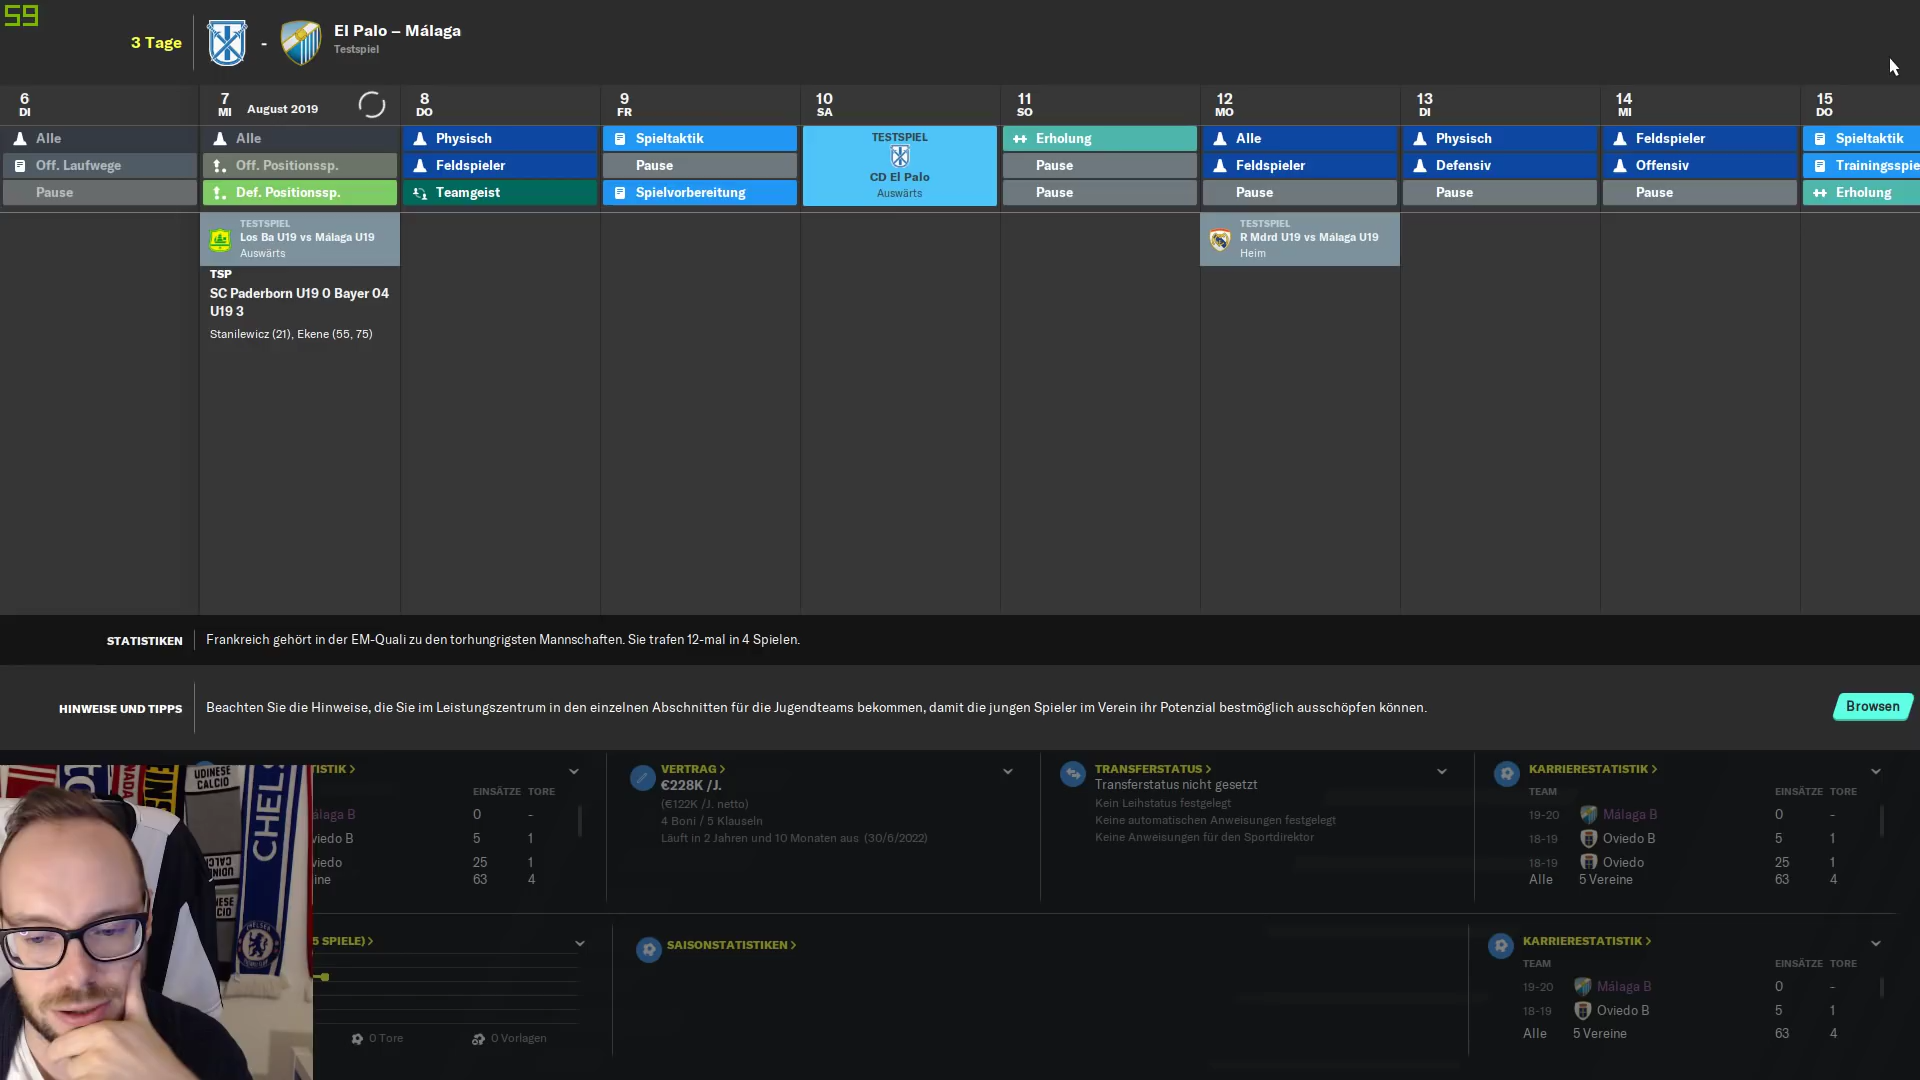 59
3 Tage
-
El Palo – Málaga
Testspiel
6
DI
7
MI
August 2019
8
DO
9
FR
10
SA
11
SO
12
MO
13
DI
14
MI
15
DO
Alle
Off. Laufwege
Pause
Alle
Off. Positionssp.
Def. Positionssp.
Physisch
Feldspieler
Teamgeist
Spieltaktik
Pause
Spielvorbereitung
TESTSPIEL
CD El Palo
Auswärts
Erholung
Pause
Pause
Alle
Feldspieler
Pause
Physisch
Defensiv
Pause
Feldspieler
Offensiv
Pause
Spieltaktik
Trainingsspie
Erholung
TESTSPIEL
Los Ba U19 vs Málaga U19
Auswärts
TSP
SC Paderborn U19 0 Bayer 04
U19 3
Stanilewicz (21), Ekene (55, 75)
TESTSPIEL
R Mdrd U19 vs Málaga U19
Heim
STATISTIKEN
Frankreich gehört in der EM-Quali zu den torhungrigsten Mannschaften. Sie trafen 12-mal in 4 Spielen.
HINWEISE UND TIPPS
Beachten Sie die Hinweise, die Sie im Leistungszentrum in den einzelnen Abschnitten für die Jugendteams bekommen, damit die jungen Spieler im Verein ihr Potenzial bestmöglich ausschöpfen können.
Browsen
TISTIK >
EINSÄTZE TORE
álaga B 0 -
viedo B 5 1
viedo 25 1
ine 63 4
VERTRAG >
€228K /J.
(€122K /J. netto)
4 Boni / 5 Klauseln
Läuft in 2 Jahren und 10 Monaten aus (30/6/2022)
TRANSFERSTATUS >
Transferstatus nicht gesetzt
Kein Leihstatus festgelegt
Keine automatischen Anweisungen festgelegt
Keine Anweisungen für den Sportdirektor
KARRIERESTATISTIK >
TEAM EINSÄTZE TORE
19-20 Málaga B 0 -
18-19 Oviedo B 5 1
18-19 Oviedo 25 1
Alle 5 Vereine 63 4
5 SPIELE) >
0 Tore
0 Vorlagen
SAISONSTATISTIKEN >
KARRIERESTATISTIK >
TEAM EINSÄTZE TORE
19-20 Málaga B 0 -
18-19 Oviedo B 5 1
Alle 5 Vereine 63 4
UDINESE
CALCIO
CHELS